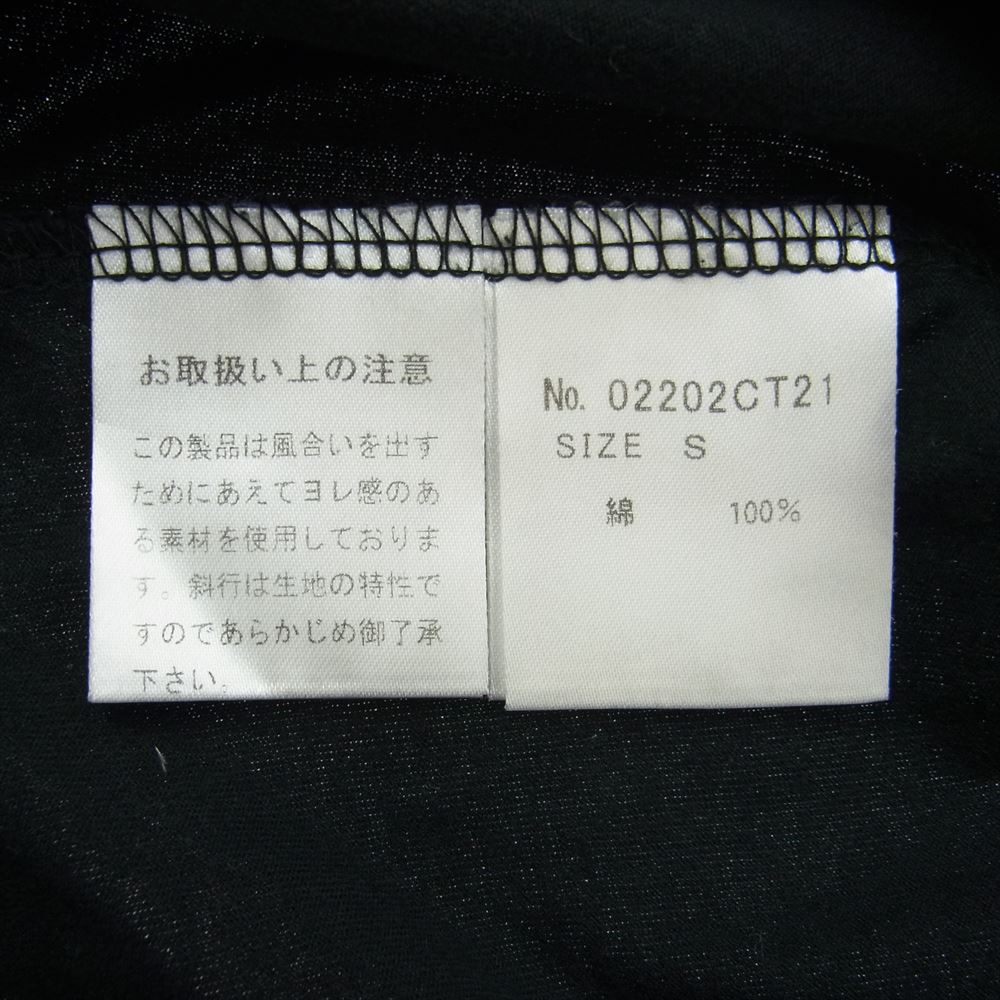 お取扱い上の注意
この製品は風合いを出す
ためにあえてヨレ感のあ
る素材を使用しておりま
す。斜行は生地の特性で
すのであらかじめ御了承
下さい。
No. 02202CT21
SIZE S
綿 100%